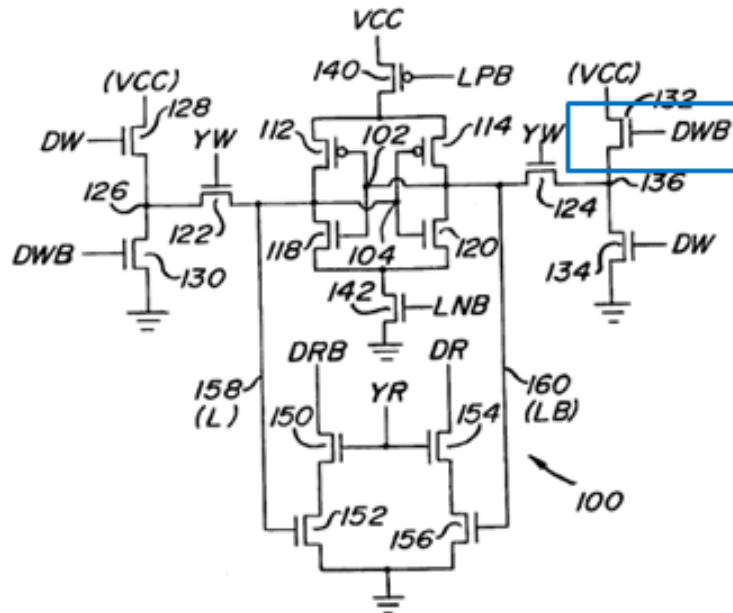 VCC
140
LPB
(VCC)
128
DW
YW
112
102
114
YW
(VCC)
132
DWB
126
122
124
136
DWB
130
118
104
120
134
DW
142
LNB
158
(L)
DRB
DR
160
(LB)
YR
150
154
100
152
156